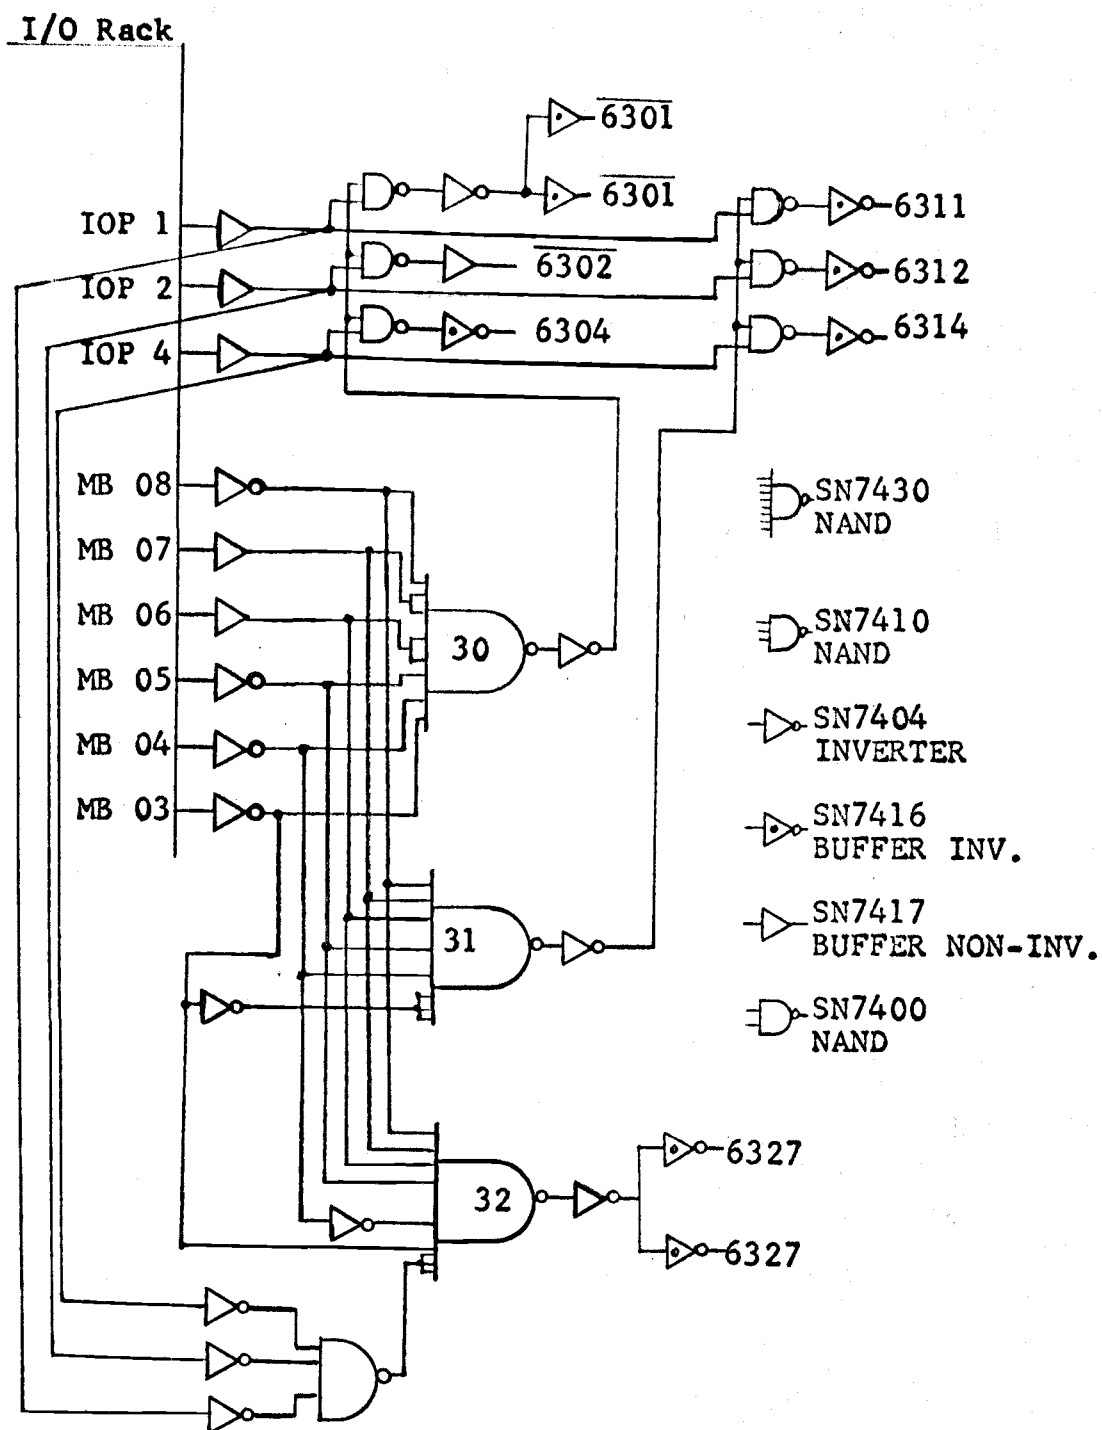 I/O Rack
6301
6301
6302
6304
IOP 1
IOP 2
IOP 4
6311
6312
6314
MB 08
MB 07
MB 06
MB 05
MB 04
MB 03
30
31
32
6327
6327
SN7430
NAND
SN7410
NAND
SN7404
INVERTER
SN7416
BUFFER INV.
SN7417
BUFFER NON-INV.
SN7400
NAND